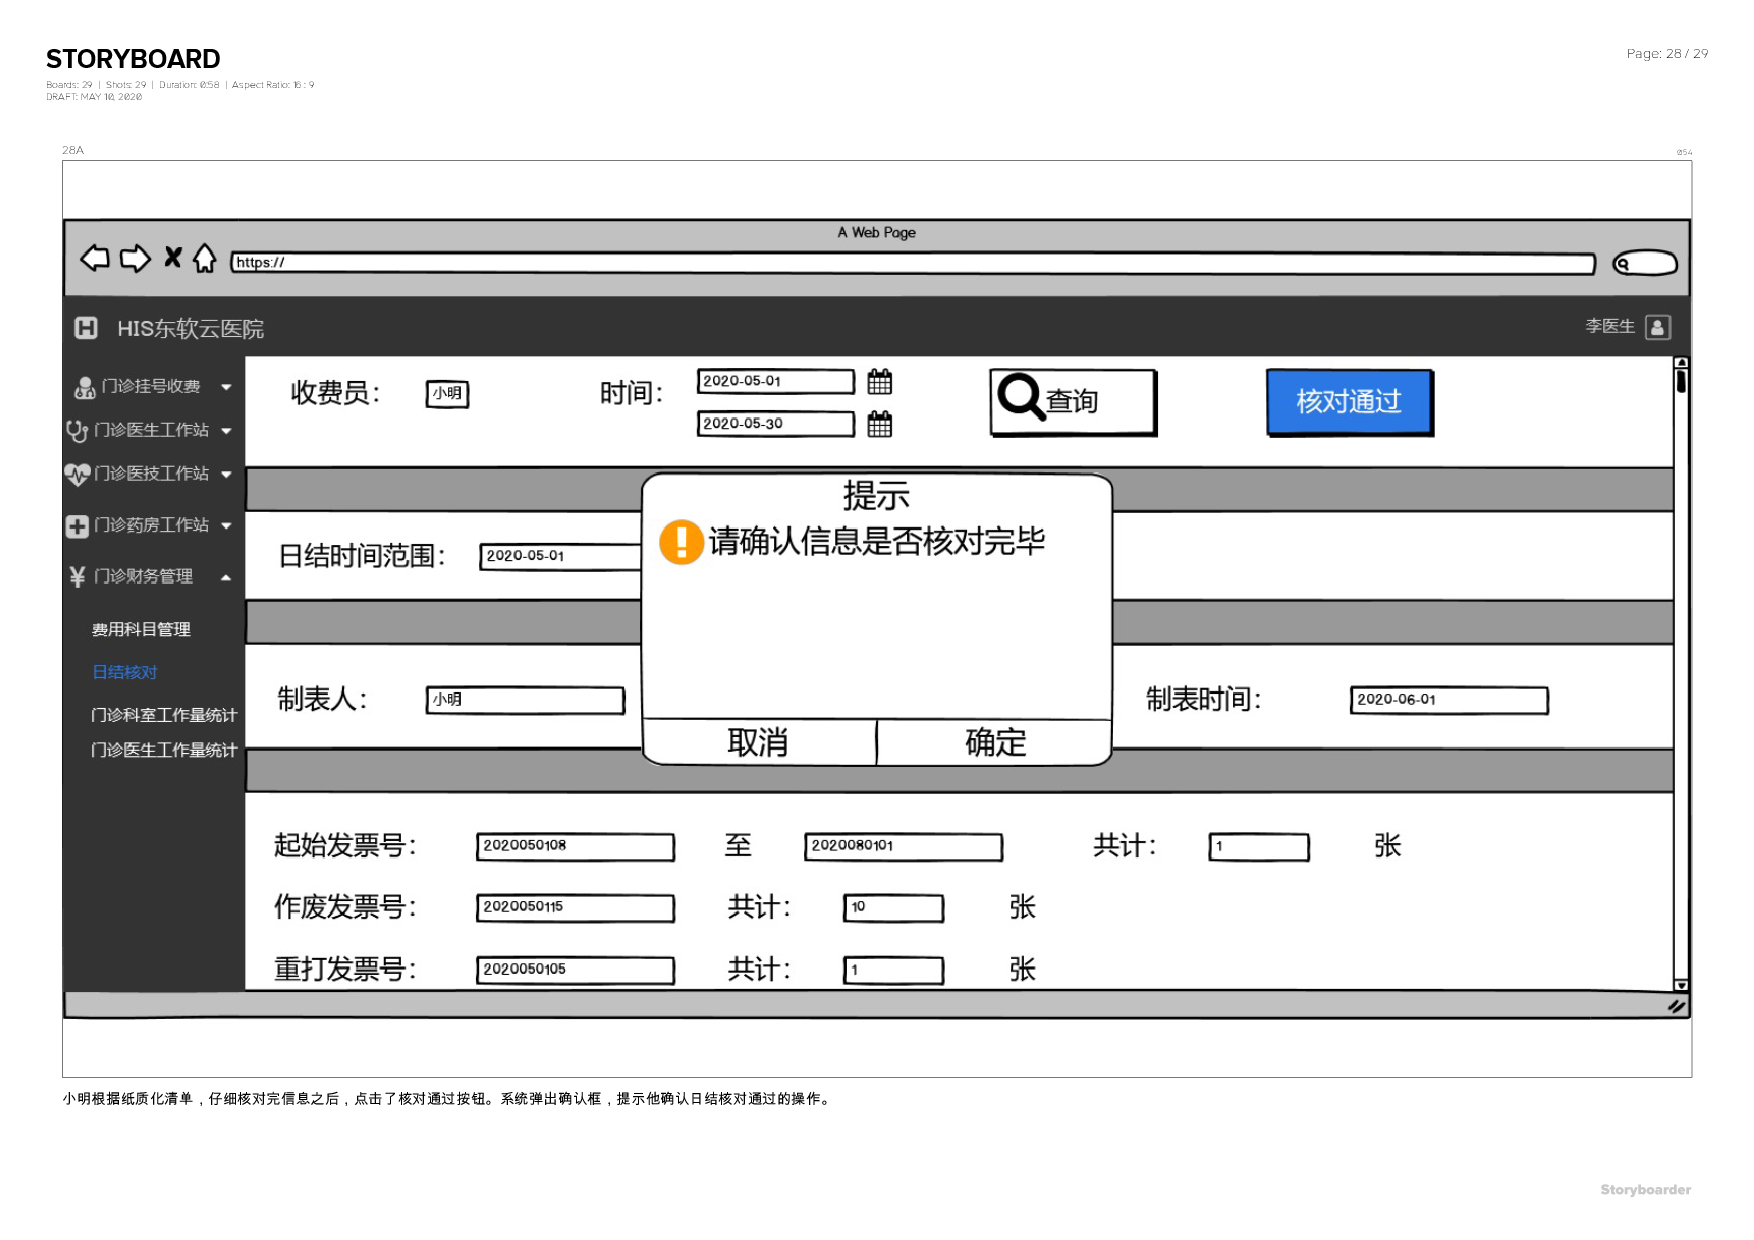 STORYBOARD
Page: 28 / 29
Boards: 29 | Shots: 29 | Duration: 0:58 | Aspect Ratio: 16 : 9
DRAFT: MAY 10, 2020
28A
054
A Web Page
https://
HIS东软云医院
李医生
门诊挂号收费
门诊医生工作站
门诊医技工作站
门诊药房工作站
门诊财务管理
费用科目管理
日结核对
门诊科室工作量统计
门诊医生工作量统计
收费员： 小明 时间： 2020-05-01 查询 核对通过
2020-05-30
提示
请确认信息是否核对完毕
取消 确定
日结时间范围： 2020-05-01
制表人： 小明 制表时间： 2020-06-01
起始发票号： 2020050108 至 2020080101 共计： 1 张
作废发票号： 2020050115 共计： 10 张
重打发票号： 2020050105 共计： 1 张
小明根据纸质化清单，仔细核对完信息之后，点击了核对通过按钮。系统弹出确认框，提示他确认日结核对通过的操作。
Storyboarder